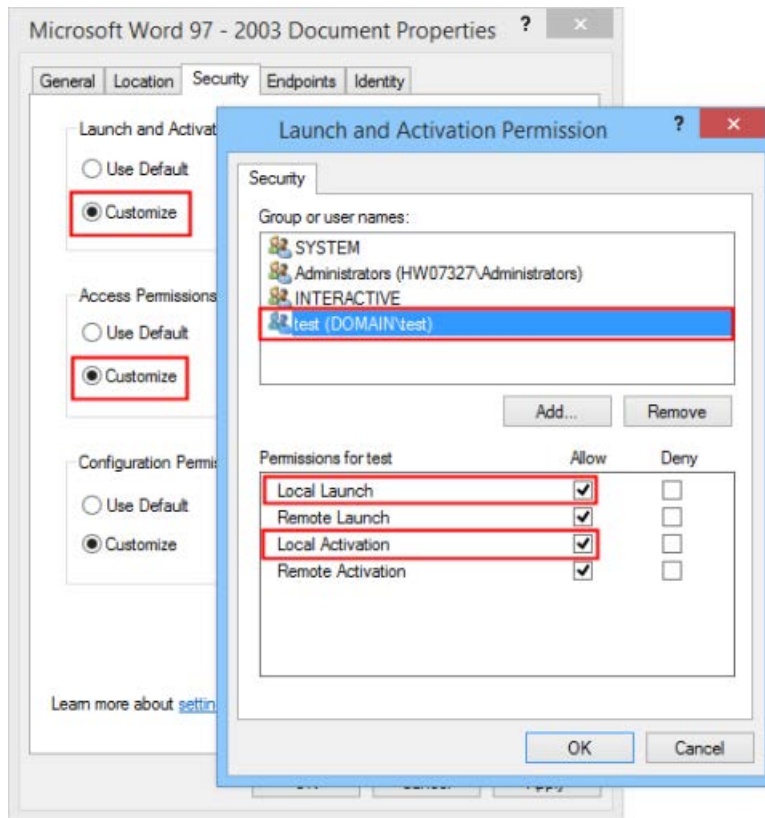 Microsoft Word 97 - 2003 Document Properties ?
General Location Security Endpoints Identity
Launch and Activat
Use Default
Customize
Access Permissions
Use Default
Customize
Configuration Permi
Use Default
Customize
Learn more about settin
Launch and Activation Permission ?
Security
Group or user names:
SYSTEM
Administrators (HW07327\Administrators)
INTERACTIVE
test (DOMAIN\test)
Add... Remove
Permissions for test Allow Deny
Local Launch
Remote Launch
Local Activation
Remote Activation
OK Cancel